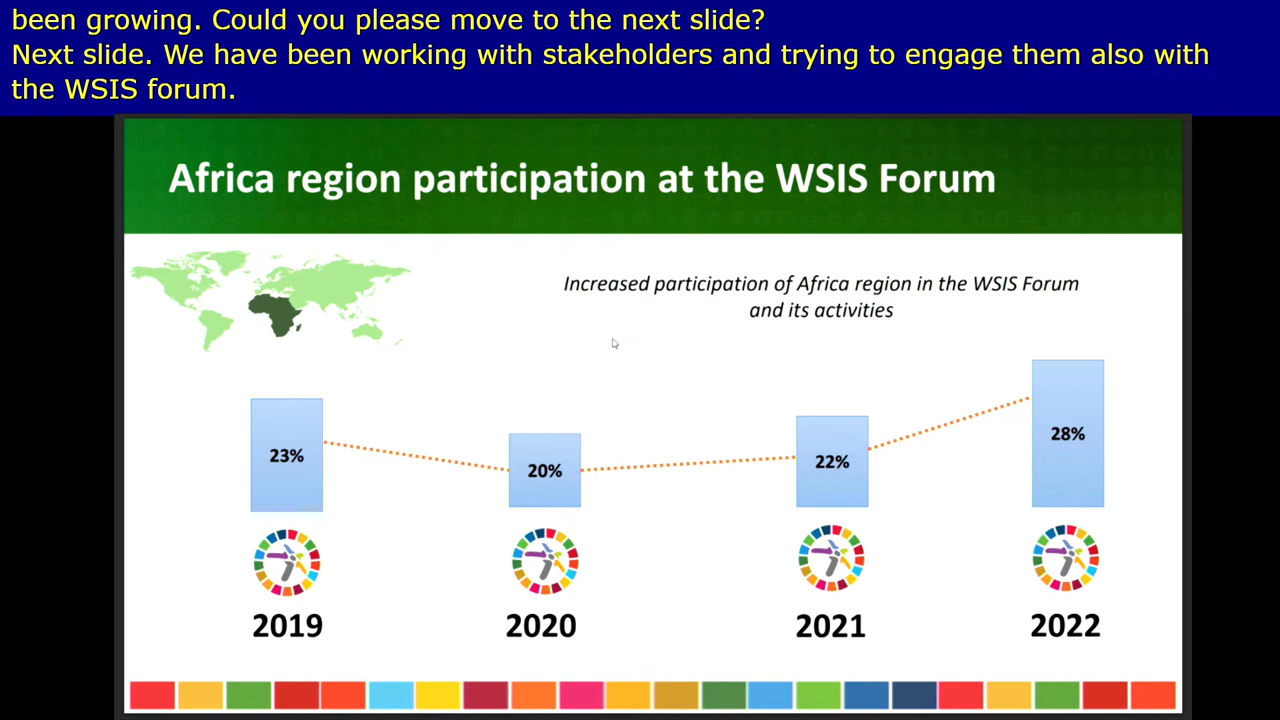 been growing. Could you please move to the next slide?
Next slide. We have been working with stakeholders and trying to engage them also with
the WSIS forum.
Africa region participation at the WSIS Forum
Increased participation of Africa region in the WSIS Forum
and its activities
23%
20%
22%
28%
2019
2020
2021
2022